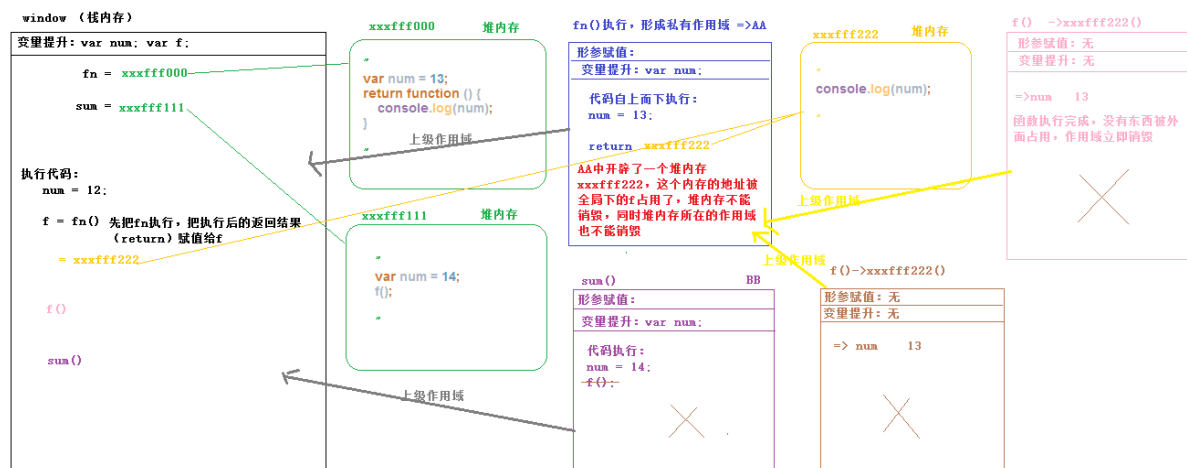 window （栈内存）
变量提升：var num; var f;
fn = xxxfff000
sum = xxxfff111
执行代码：
num = 12;
f = fn() 先把fn执行，把执行后的返回结果
（return）赋值给f
= xxxfff222
f()
sum()
xxxfff000 堆内存
"
var num = 13;
return function () {
console.log(num);
}
"
上级作用域
xxxfff111 堆内存
"
var num = 14;
f();
"
上级作用域
fn()执行，形成私有作用域 =>AA
形参赋值：
变量提升：var num;
代码自上而下执行：
num = 13;
return xxxfff222
AA中开辟了一个堆内存
xxxfff222，这个内存的地址被
全局下的f占用了，堆内存不能
销毁，同时堆内存所在的作用域
也不能销毁
sum() BB
形参赋值：
变量提升：var num;
代码执行：
num = 14;
f();
xxxfff222 堆内存
"
console.log(num);
"
上级作用域
上级作用域
f()->xxxfff222()
形参赋值：无
变量提升：无
=> num 13
f() ->xxxfff222()
形参赋值：无
变量提升：无
=>num 13
函数执行完成，没有东西被外
面占用，作用域立即销毁